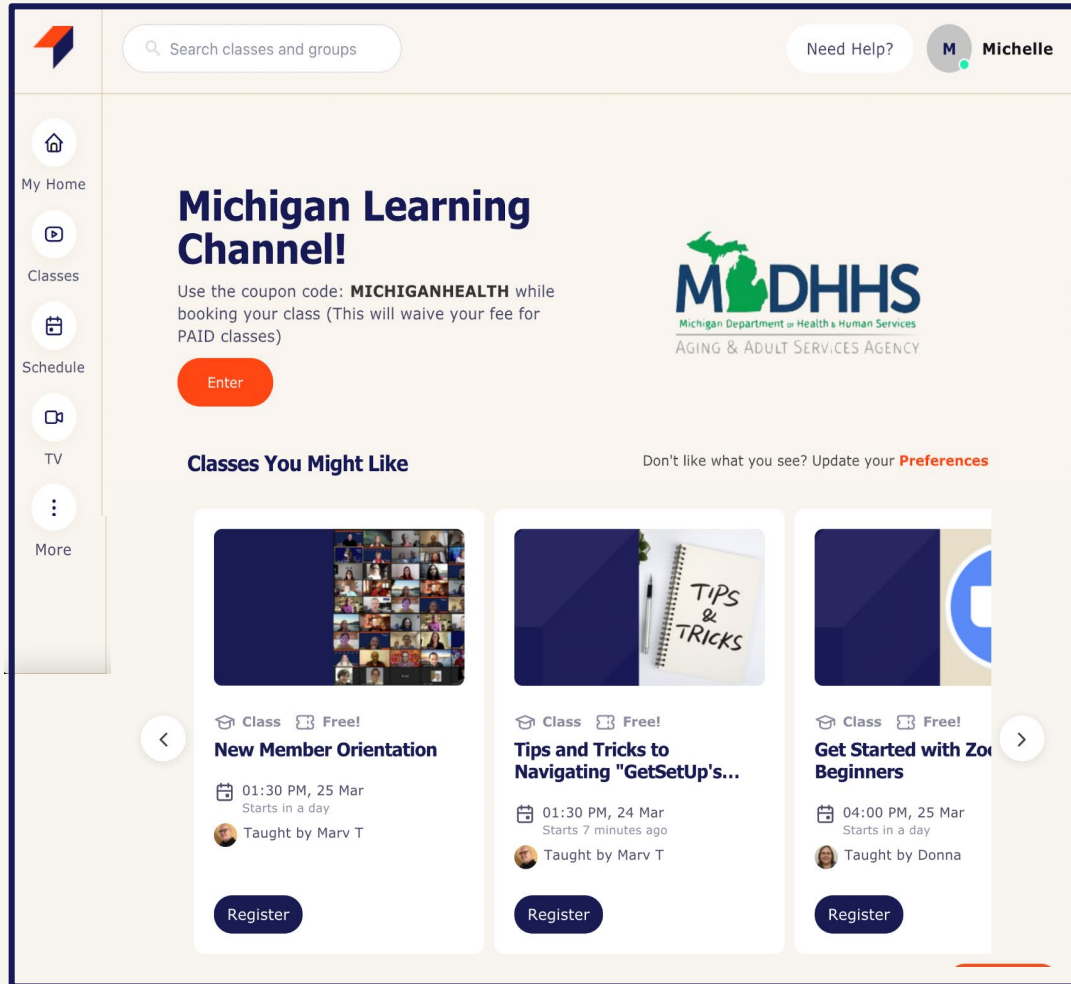 Search classes and groups
Need Help?
M
Michelle
My Home
Classes
Schedule
TV
More
Michigan Learning
Channel!
Use the coupon code: MICHIGANHEALTH while
booking your class (This will waive your fee for
PAID classes)
Enter
MDHHS
Michigan Department or Health & Human Services
AGING & ADULT SERVICES AGENCY
Classes You Might Like
Don't like what you see? Update your Preferences
TIPS
&
TRICKS
Class Free!
New Member Orientation
01:30 PM, 25 Mar
Starts in a day
Taught by Marv T
Register
Class Free!
Tips and Tricks to
Navigating "GetSetUp's...
01:30 PM, 24 Mar
Starts 7 minutes ago
Taught by Marv T
Register
Class Free!
Get Started with
Beginners
04:00 PM, 25 Mar
Starts in a day
Taught by Donna
Register